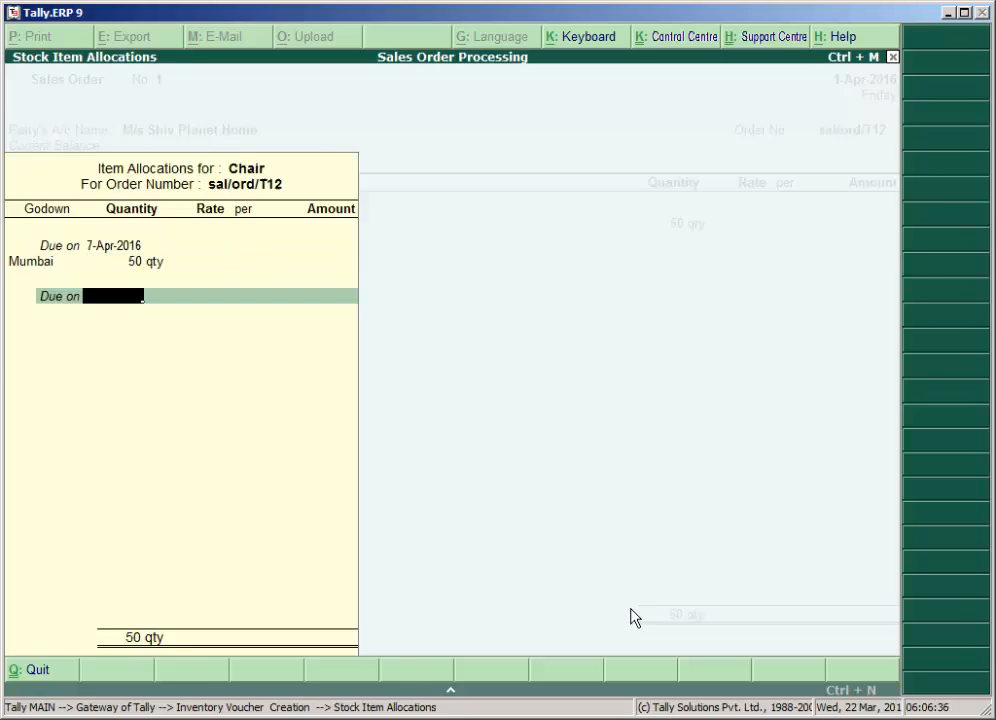 Tally.ERP 9
P: Print E: Export M: E-Mail O: Upload G: Language K: Keyboard K: Control Centre H: Support Centre H: Help
Stock Item Allocations Sales Order Processing Ctrl + M
Sales Order No. 1 1-Apr-2016
Friday
Party's A/c Name : M/s Shiv Planet Home Order No sal/ord/T12
Current Balance
Item Allocations for : Chair
For Order Number : sal/ord/T12
Quantity Rate per Amount
Godown Quantity Rate per Amount
50 qty
Due on 7-Apr-2016
Mumbai 50 qty
Due on
50 qty
50 qty
Q: Quit
Ctrl + N
Tally MAIN --> Gateway of Tally --> Inventory Voucher Creation --> Stock Item Allocations (c) Tally Solutions Pvt. Ltd., 1988-200 Wed, 22 Mar, 201 06:06:36